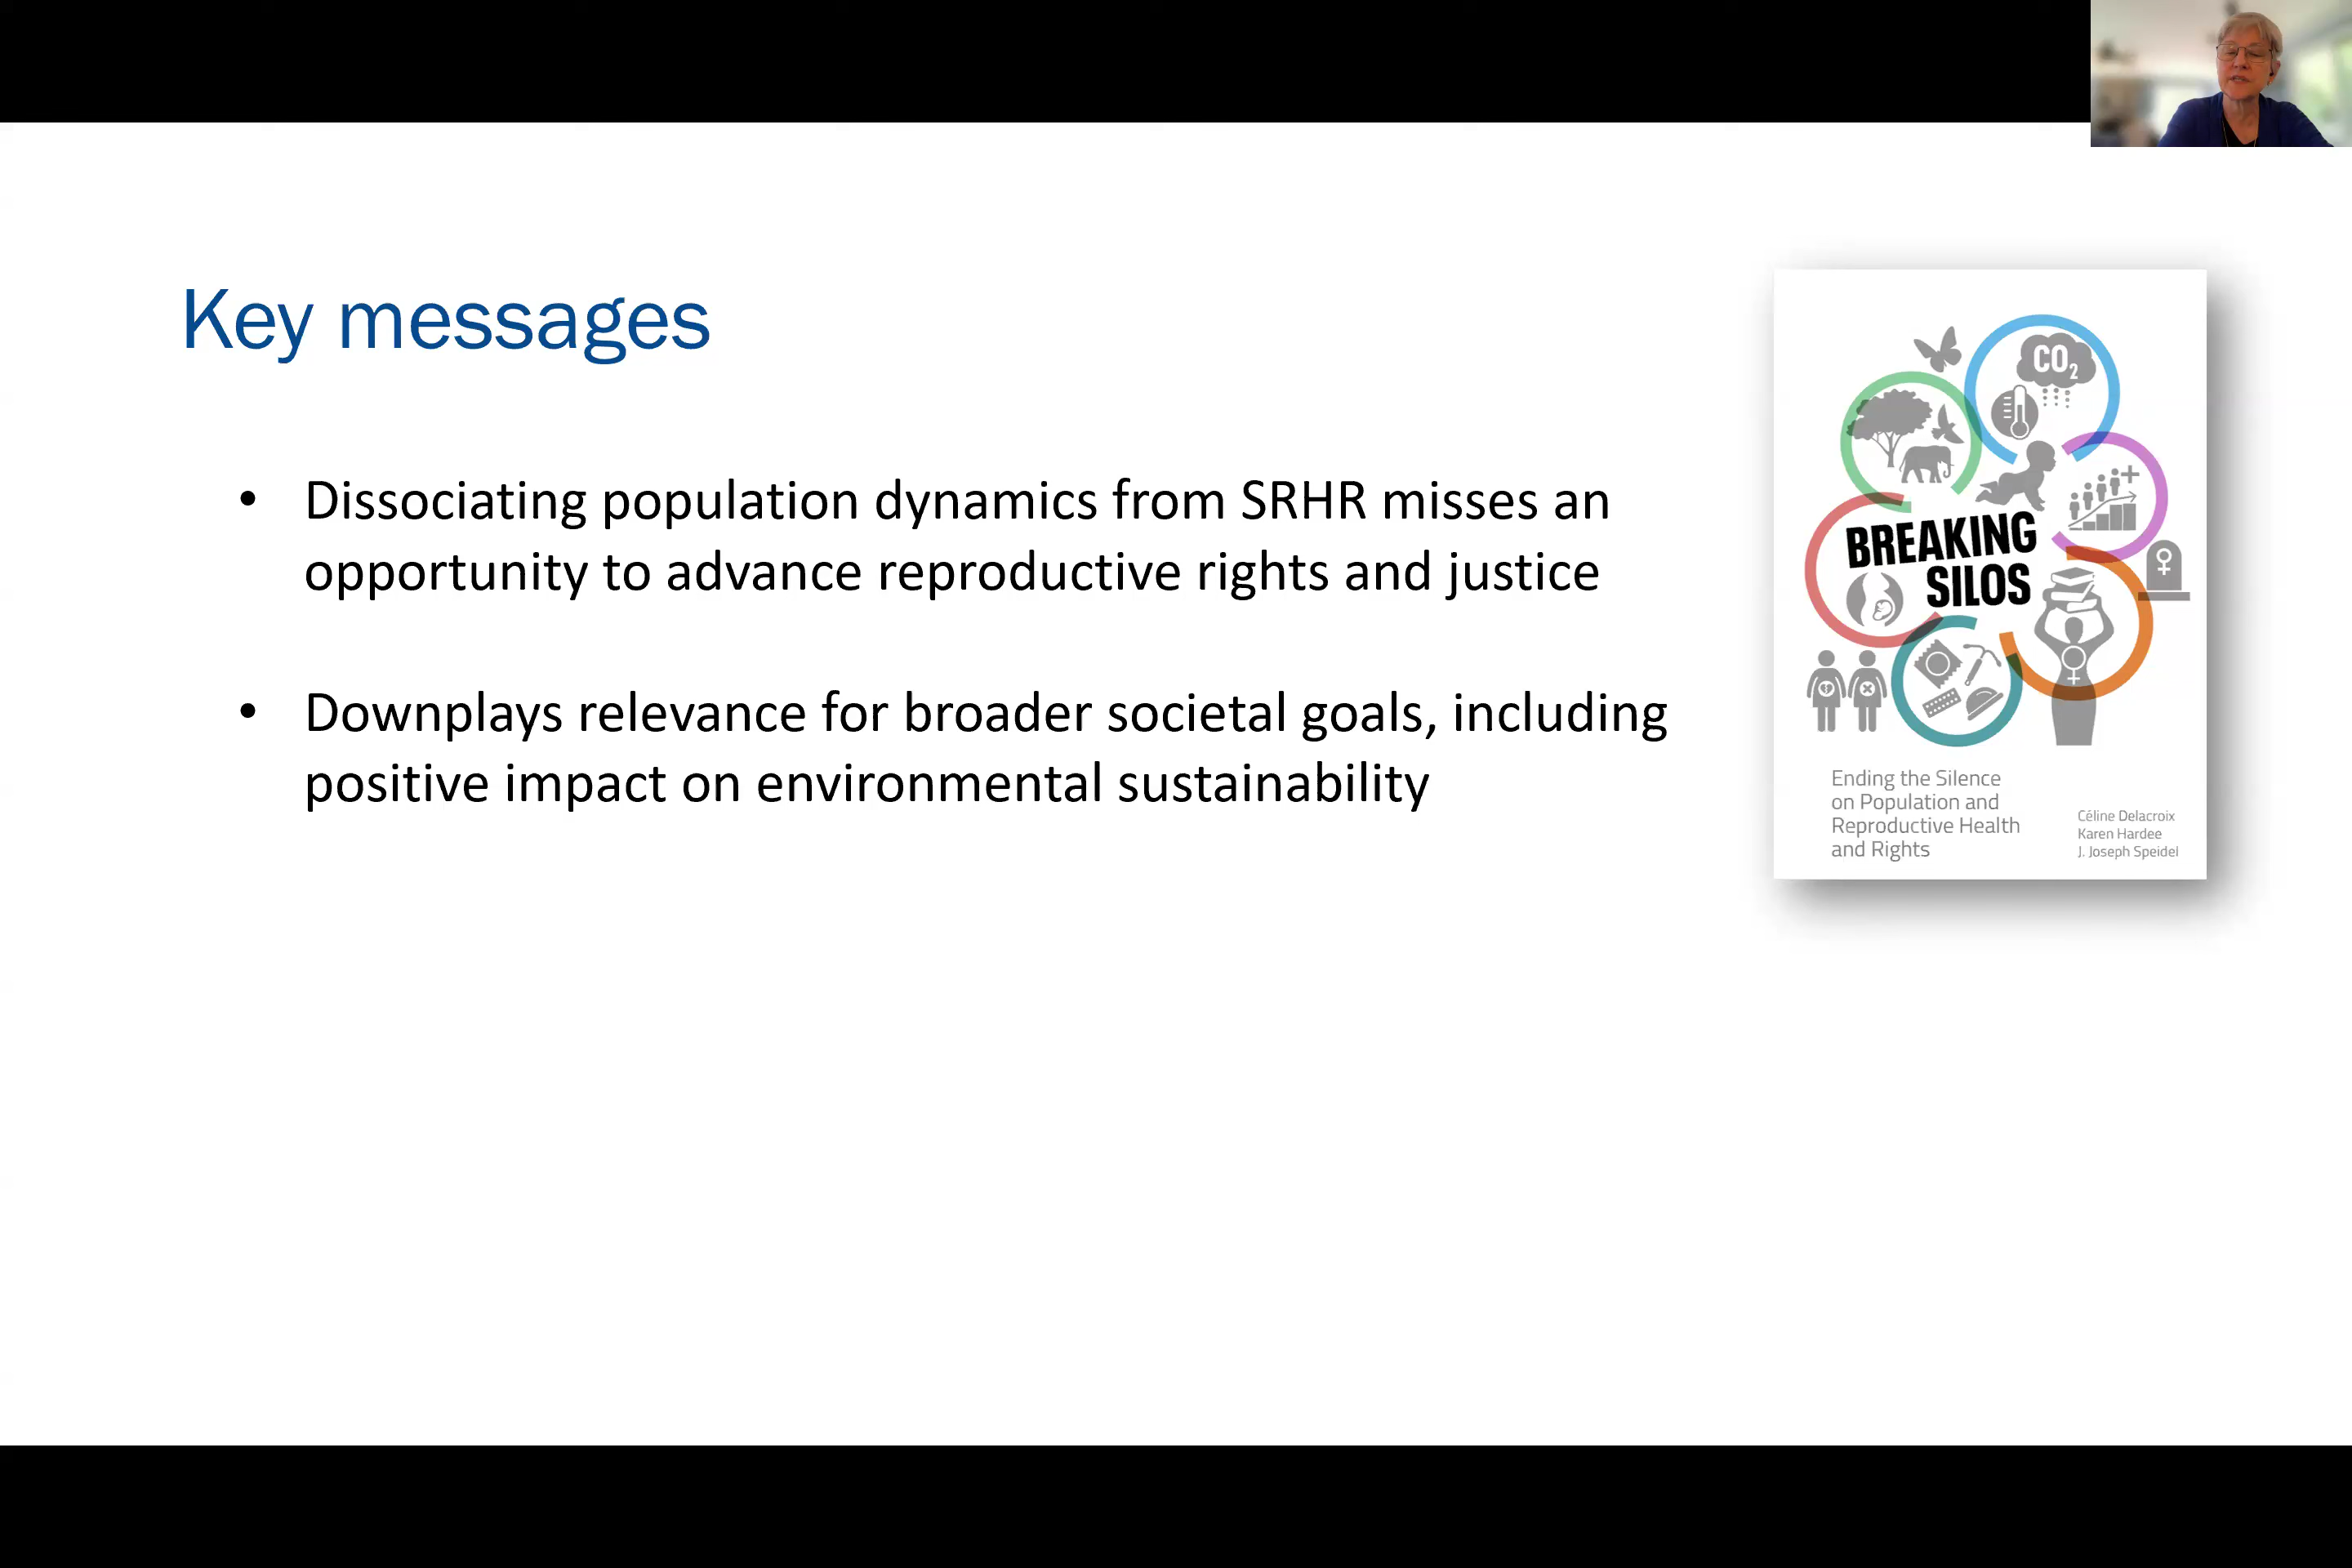 Key messages
• Dissociating population dynamics from SRHR misses an
opportunity to advance reproductive rights and justice
• Downplays relevance for broader societal goals, including
positive impact on environmental sustainability
CO2
BREAKING
SILOS
Ending the Silence
on Population and
Reproductive Health
and Rights
Céline Delacroix
Karen Hardee
J. Joseph Speidel